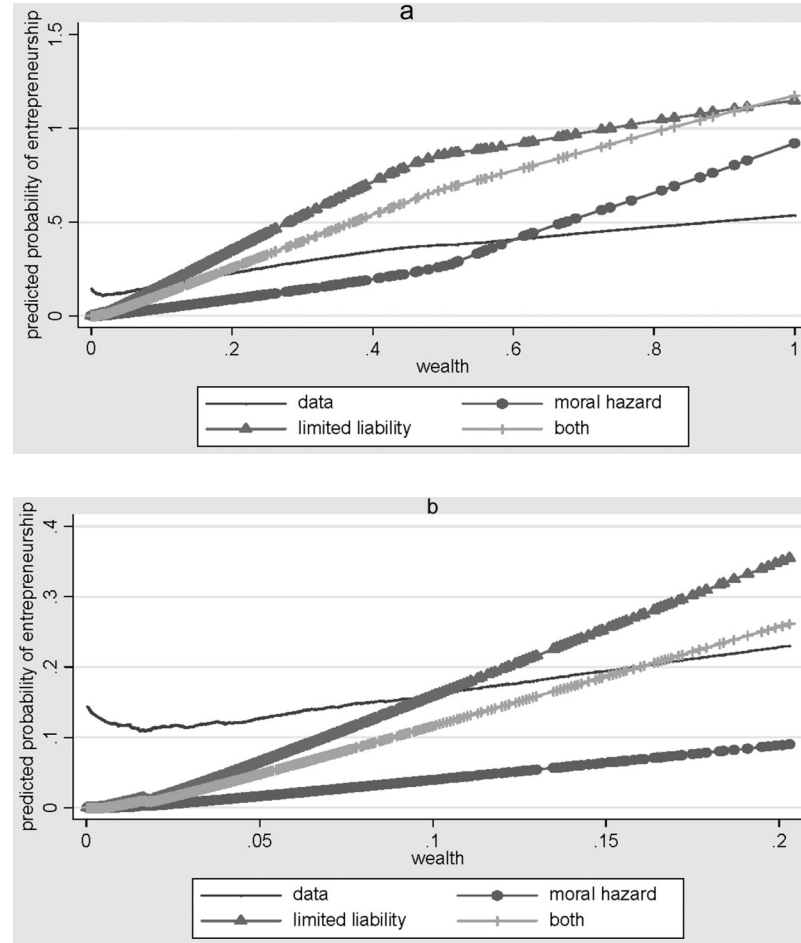 a
predicted probability of entrepreneurship
1.5
1
.5
0
0 .2 .4 .6 .8 1
wealth
data moral hazard
limited liability both
b
predicted probability of entrepreneurship
.4
.3
.2
.1
0
0 .05 .1 .15 .2
wealth
data moral hazard
limited liability both